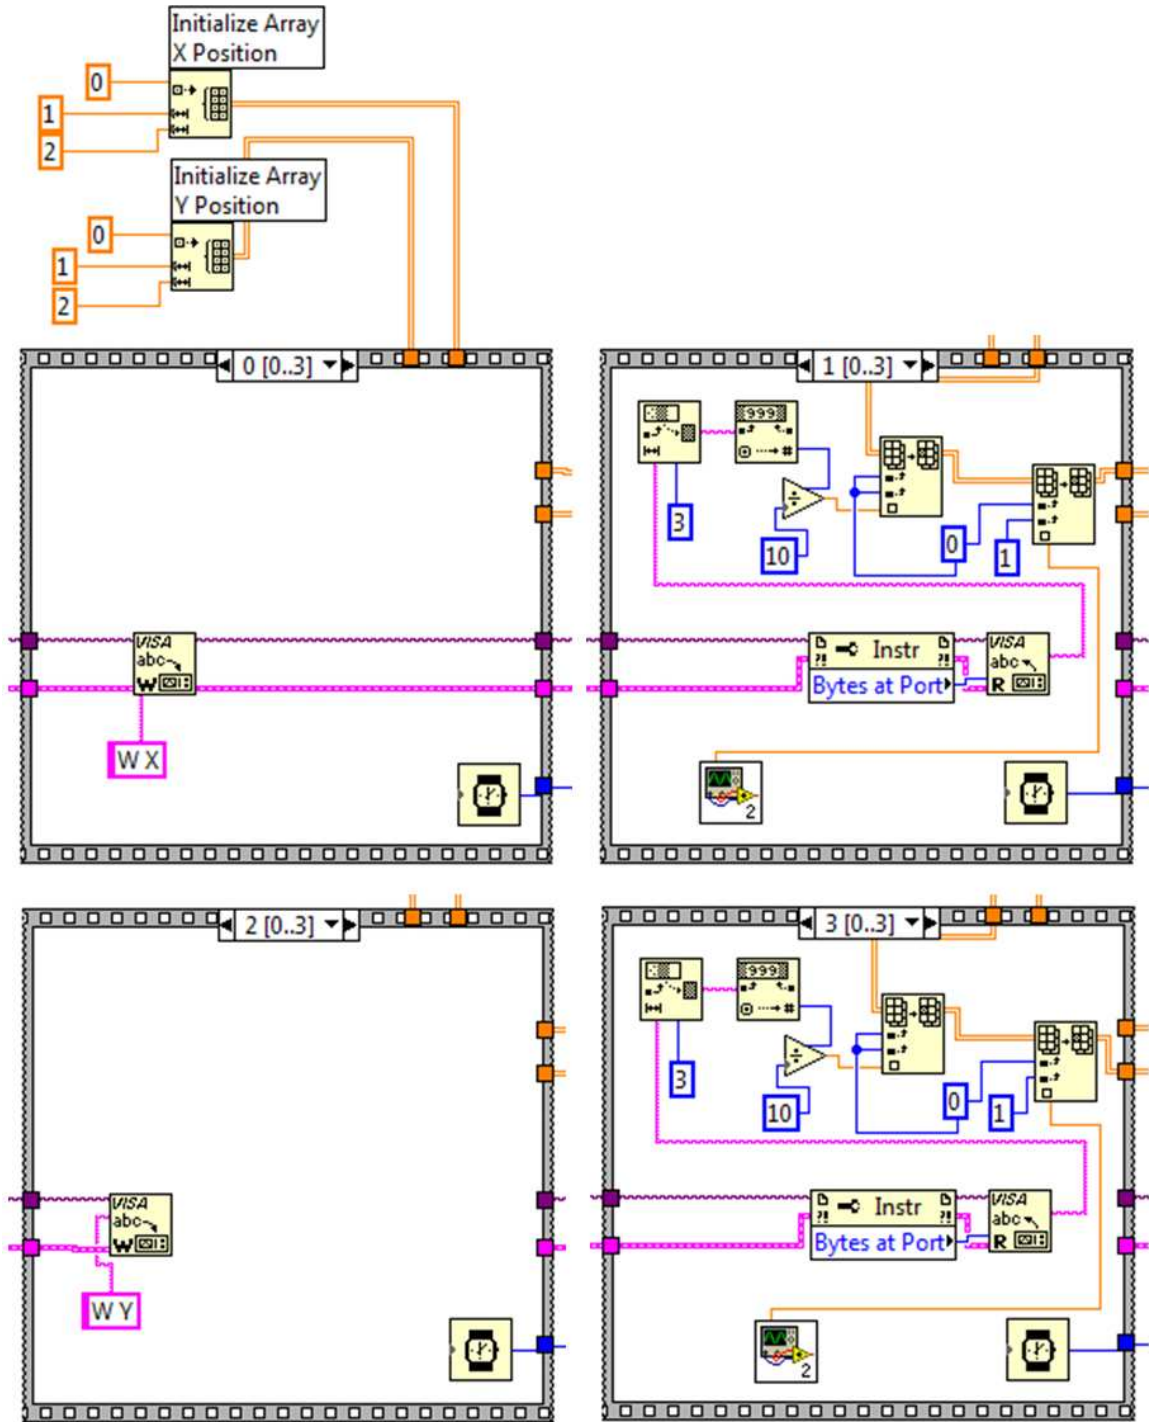 Initialize Array
X Position
0
1
2
Initialize Array
Y Position
0
1
2
0 [0..3]
VISA
abc
W
W X
1 [0..3]
999
#
3
10
0
1
Instr
Bytes at Port
VISA
abc
R
2
2 [0..3]
VISA
abc
W
W Y
3 [0..3]
999
#
3
10
0
1
Instr
Bytes at Port
VISA
abc
R
2